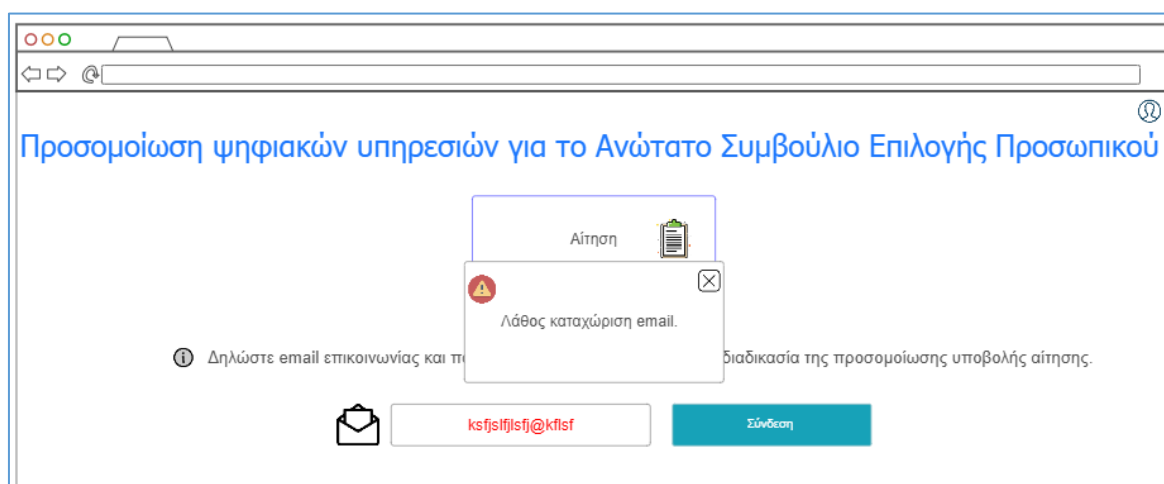 Προσομοίωση ψηφιακών υπηρεσιών για το Ανώτατο Συμβούλιο Επιλογής Προσωπικού
Αίτηση
Λάθος καταχώριση email.
Δηλώστε email επικοινωνίας και διαδικασία της προσομοίωσης υποβολής αίτησης.
ksfjslfjlsfj@kflsf
Σύνδεση